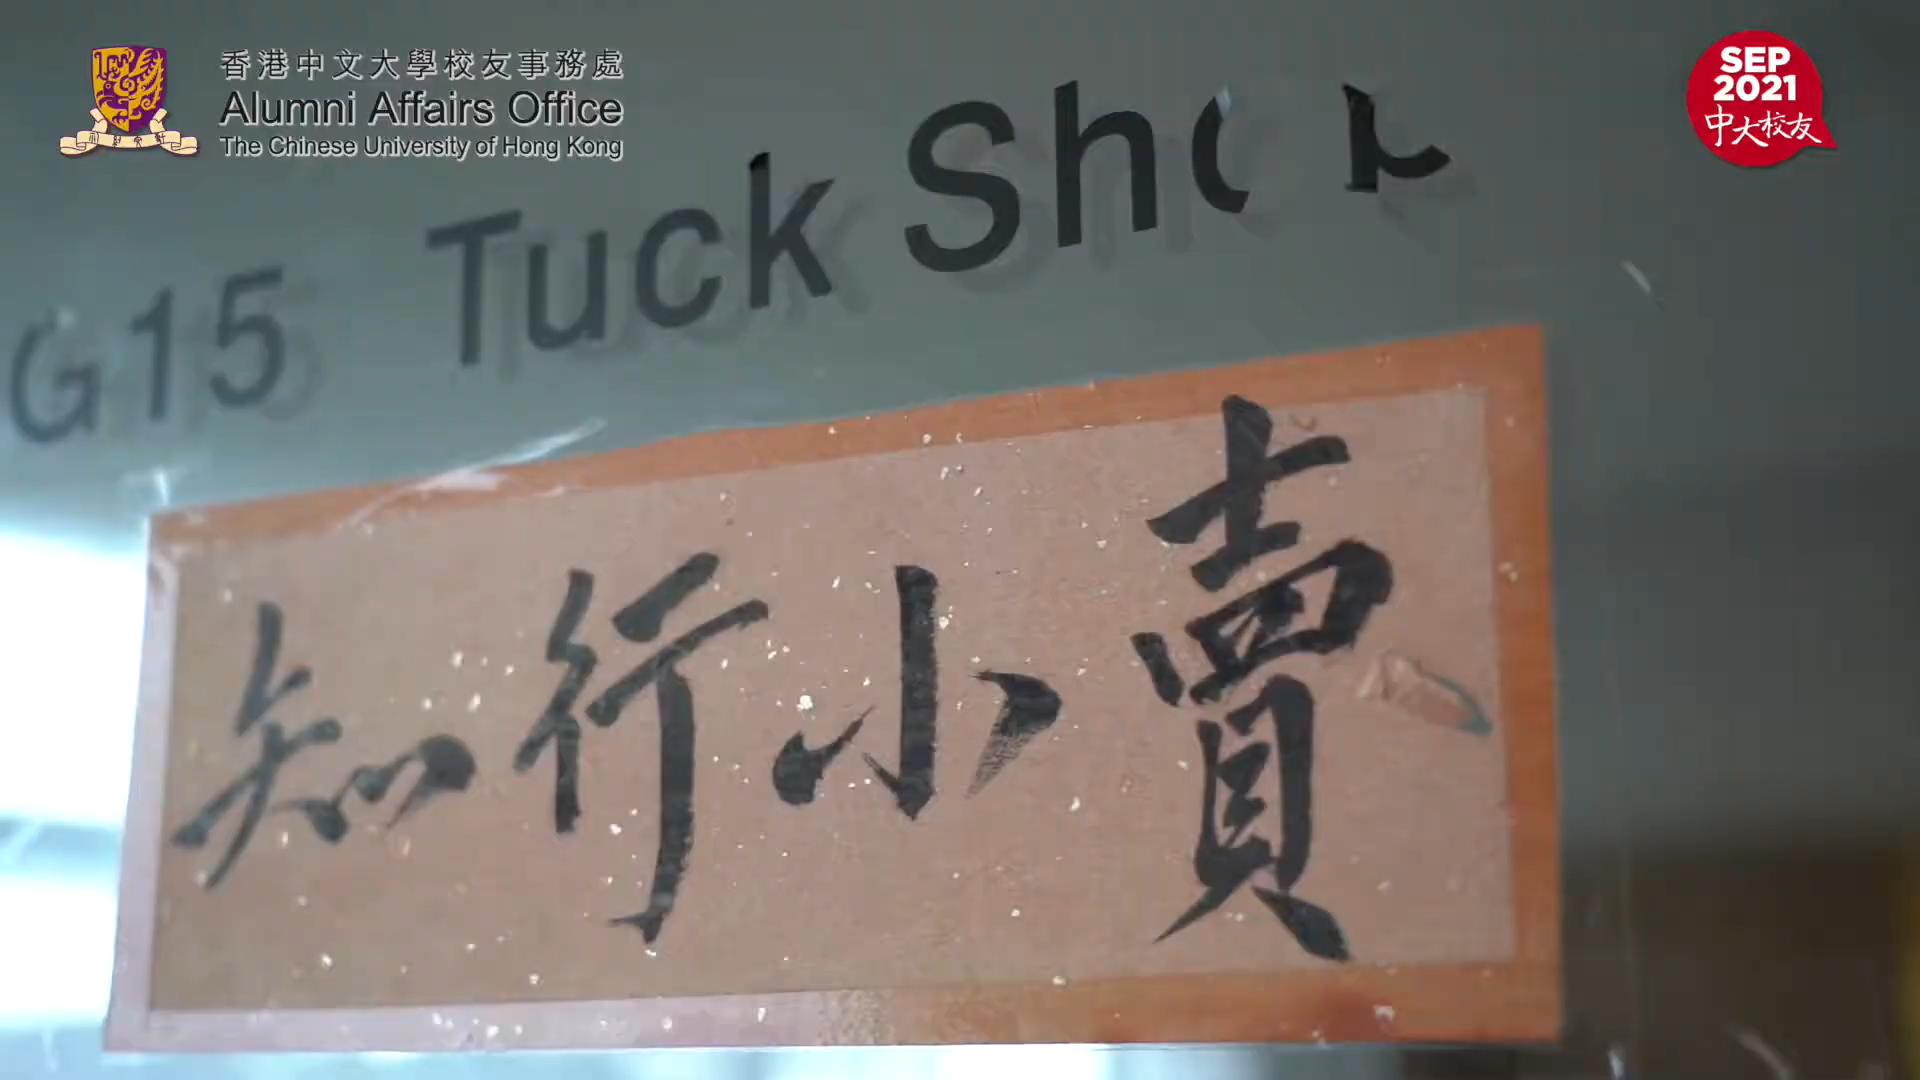 香港中文大學校友事務處
Alumni Affairs Office
The Chinese University of Hong Kong
SEP
2021
中大校友
G15 Tuck Sho
知行小賣